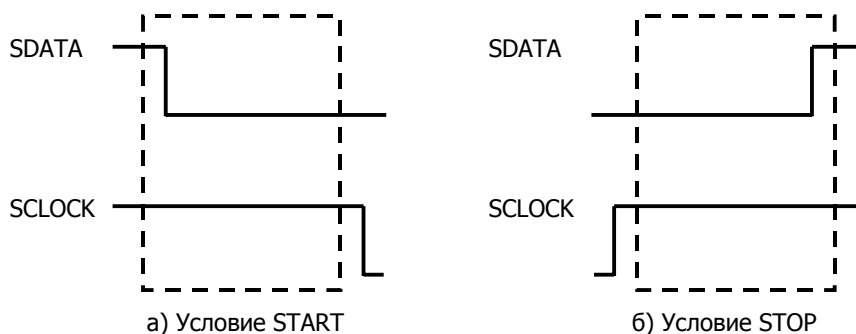 SDATA
SDATA
SCLOCK
SCLOCK
а) Условие START
б) Условие STOP